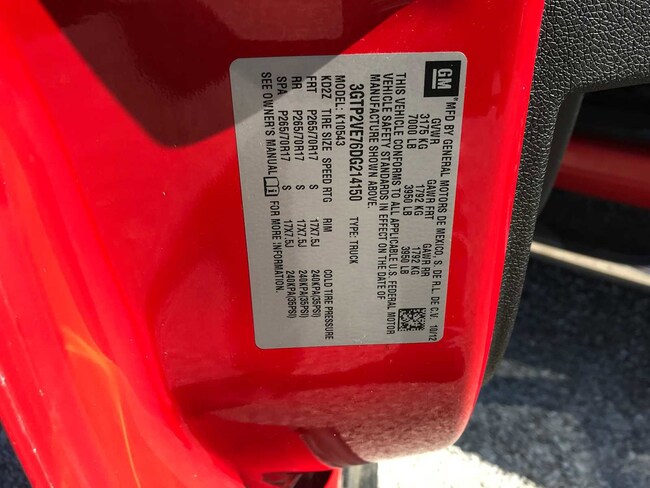 GM
"MFD BY GENERAL MOTORS DE MEXICO, S. DE R.L. DE C.V. 10/12
GVWR GAWR FRT GAWR RR
3175 KG 1792 KG 1792 KG
7000 LB 3950 LB 3950 LB
THIS VEHICLE CONFORMS TO ALL APPLICABLE U.S. FEDERAL MOTOR
VEHICLE SAFETY STANDARDS IN EFFECT ON THE DATE OF
MANUFACTURE SHOWN ABOVE.
3GTP2VE76DG214150 TYPE: TRUCK
MODEL: K10543
KD2Z TIRE SIZE SPEED RTG RIM COLD TIRE PRESSURE
FRT P265/70R17 S 17X7.5J 240KPA(35PSI)
RR P265/70R17 S 17X7.5J 240KPA(35PSI)
SPA P265/70R17 S 17X7.5J 240KPA(35PSI)
SEE OWNER'S MANUAL FOR MORE INFORMATION.